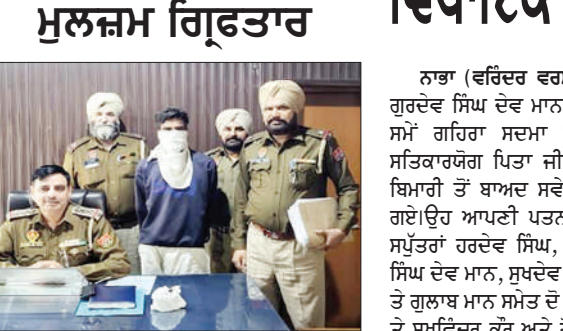 ਮੁਲਜ਼ਮ ਗ੍ਰਿਫਤਾਰ
ਨਾਭਾ (ਵਰਿੰਦਰ
ਗੁਰਦੇਵ ਸਿੰਘ ਦੇਵ ਮਾਨ
ਸਮੇਂ ਗਹਿਰਾ ਸਦਮਾ
ਸਤਿਕਾਰਯੋਗ ਪਿਤਾ ਜੀ
ਬਿਮਾਰੀ ਤੋਂ ਬਾਅਦ ਸਵੇ
ਗਏ।ਉਹ ਆਪਣੀ ਪਤਨ
ਸਪੁੱਤਰਾਂ ਹਰਦੇਵ ਸਿੰਘ,
ਸਿੰਘ ਦੇਵ ਮਾਨ, ਸੁਖਦੇਵ
ਤੇ ਗੁਲਾਬ ਮਾਨ ਸਮੇਤ ਦੋ